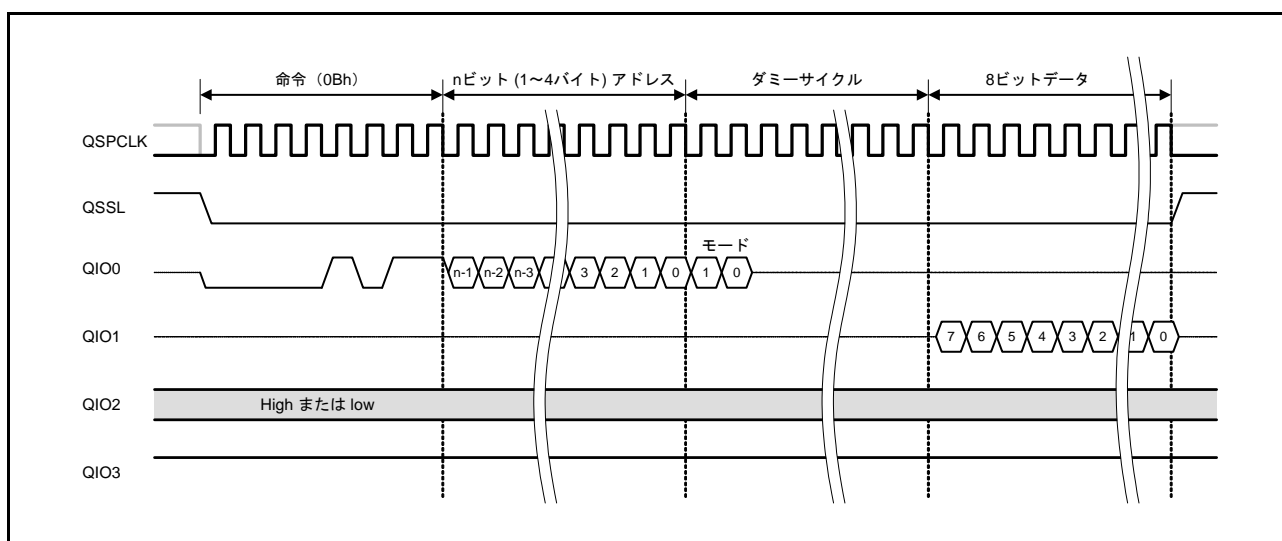 命令（0Bh） nビット (1～4バイト) アドレス ダミーサイクル 8ビットデータ
QSPCLK
QSSL
モード
QIO0 n-1 n-2 n-3 3 2 1 0 1 0
QIO1 7 6 5 4 3 2 1 0
QIO2 High または low
QIO3